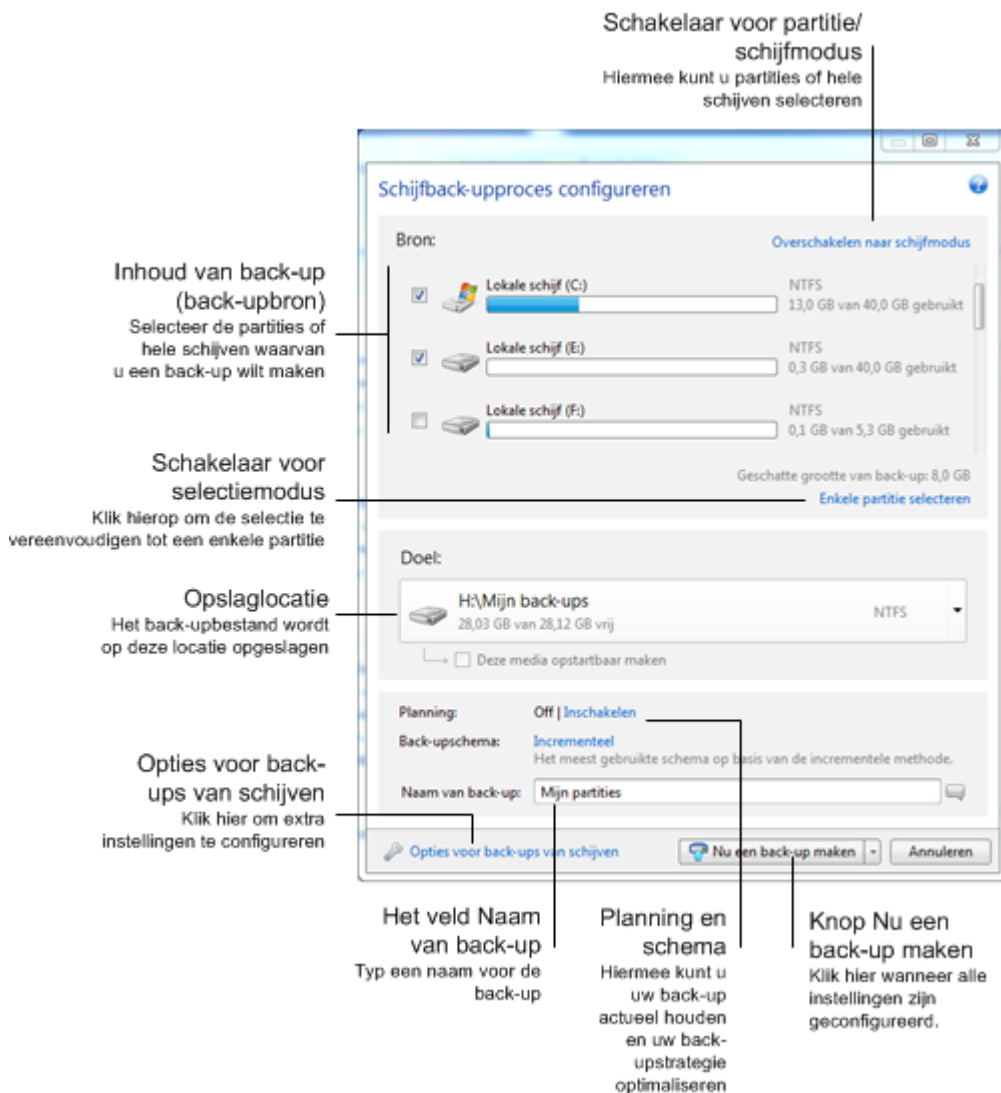 Schakelaar voor partitie/
schijfmodus
Hiermee kunt u partities of hele
schijven selecteren
Schijfback-upproces configureren
Bron:
Overschakelen naar schijfmodus
Inhoud van back-up
(back-upbron)
Selecteer de partities of
hele schijven waarvan
u een back-up wilt maken
Lokale schijf (C:)
NTFS
13,0 GB van 40,0 GB gebruikt
Lokale schijf (E:)
NTFS
0,3 GB van 40,0 GB gebruikt
Lokale schijf (F:)
NTFS
0,1 GB van 5,3 GB gebruikt
Geschatte grootte van back-up: 8,0 GB
Enkele partitie selecteren
Schakelaar voor
selectiemodus
Klik hierop om de selectie te
vereenvoudigen tot een enkele partitie
Doel:
Opslaglocatie
Het back-upbestand wordt
op deze locatie opgeslagen
H:\Mijn back-ups
28,03 GB van 28,12 GB vrij
NTFS
Deze media opstartbaar maken
Planning: Off | Inschakelen
Back-upschema: Incrementeel
Het meest gebruikte schema op basis van de incrementele methode.
Naam van back-up: Mijn partities
Opties voor back-
ups van schijven
Klik hier om extra
instellingen te configureren
Opties voor back-ups van schijven
Nu een back-up maken
Annuleren
Het veld Naam
van back-up
Typ een naam voor de
back-up
Planning en
schema
Hiermee kunt u
uw back-up
actueel houden
en uw back-
upstrategie
optimaliseren
Knop Nu een
back-up maken
Klik hier wanneer alle
instellingen zijn
geconfigureerd.